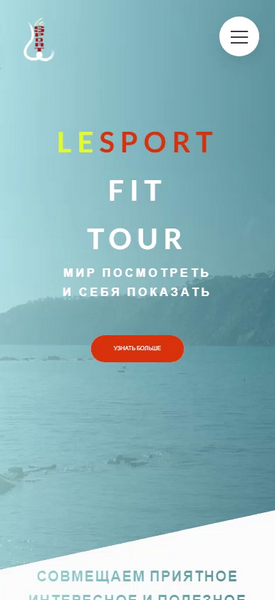 SPORT
LESPORT
FIT
TOUR
МИР ПОСМОТРЕТЬ
И СЕБЯ ПОКАЗАТЬ
УЗНАТЬ БОЛЬШЕ
СОВМЕЩАЕМ ПРИЯТНОЕ
ИНТЕРЕСНОЕ И ПОЛЕЗНОЕ